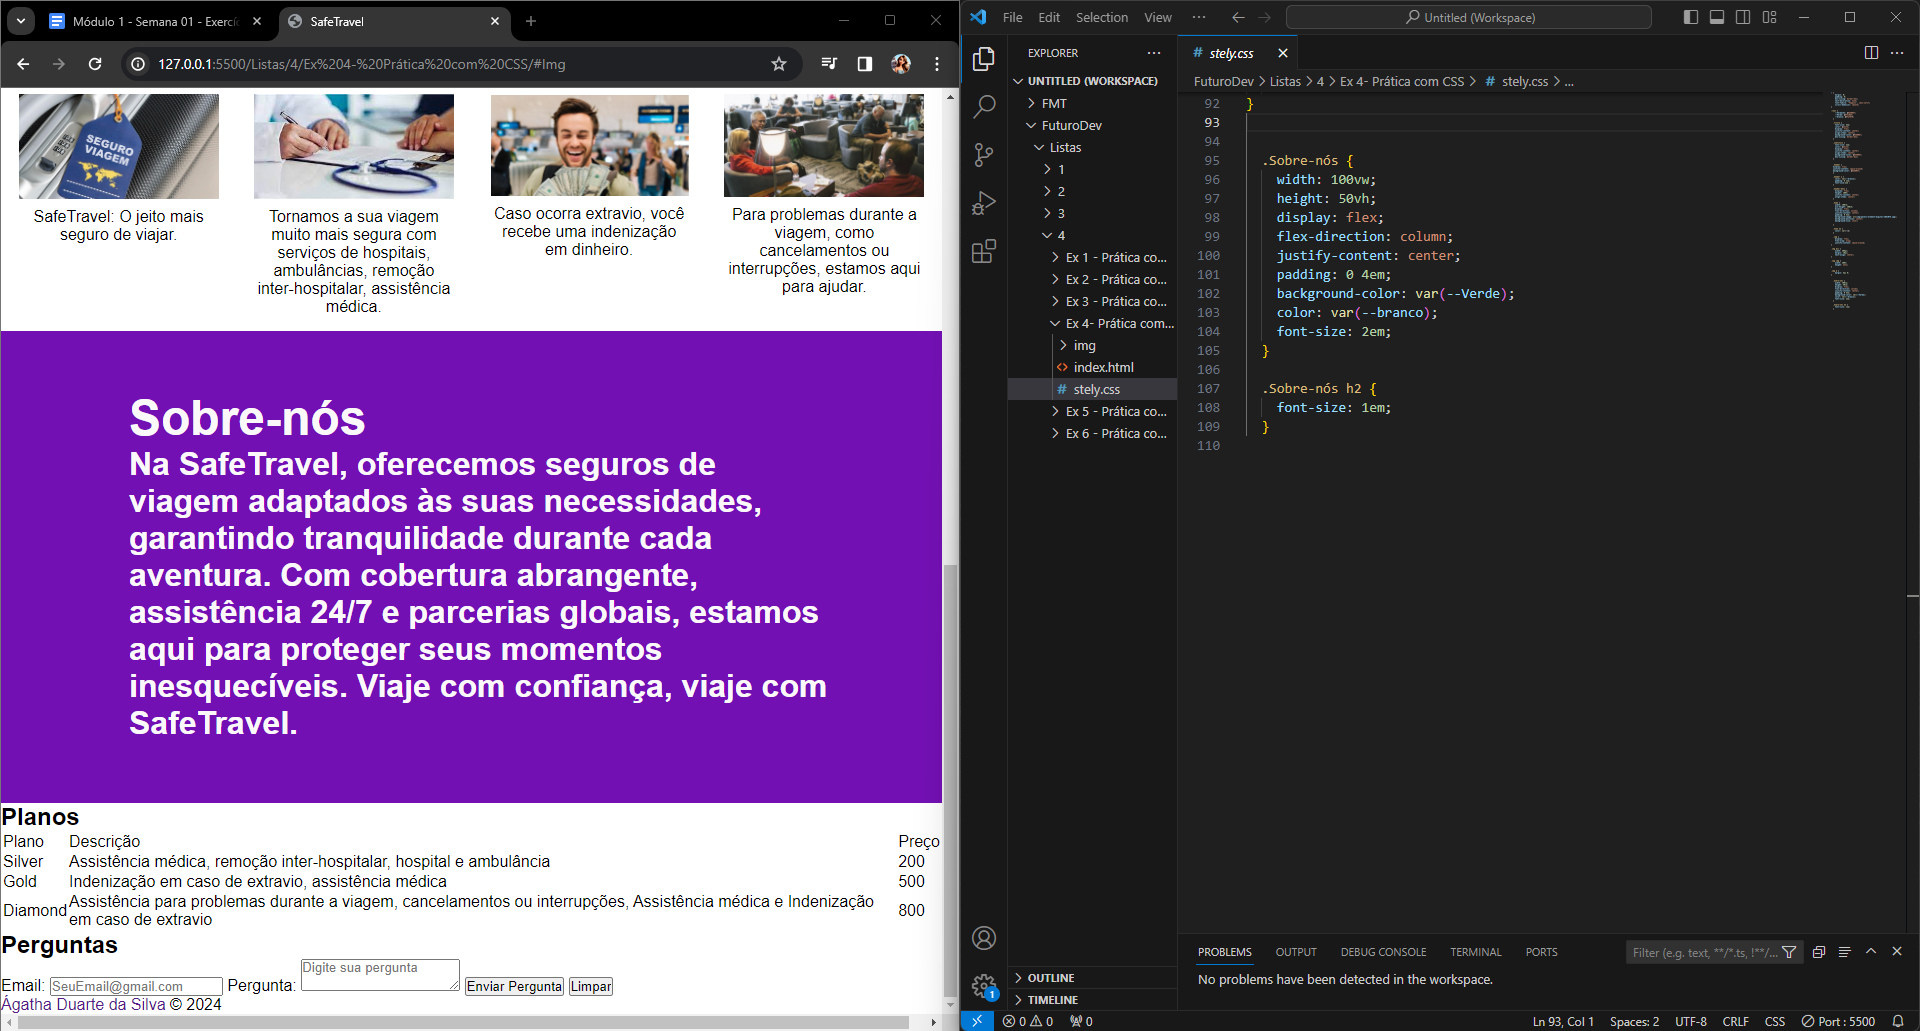 Módulo 1 - Semana 01 - Exercí
SafeTravel
127.0.0.1:5500/Listas/4/Ex%204-%20Prática%20com%20CSS/#Img
SEGURO
VIAGEM
SafeTravel: O jeito mais
seguro de viajar.
Tornamos a sua viagem
muito mais segura com
serviços de hospitais,
ambulâncias, remoção
inter-hospitalar, assistência
médica.
Caso ocorra extravio, você
recebe uma indenização
em dinheiro.
Para problemas durante a
viagem, como
cancelamentos ou
interrupções, estamos aqui
para ajudar.
Sobre-nós
Na SafeTravel, oferecemos seguros de
viagem adaptados às suas necessidades,
garantindo tranquilidade durante cada
aventura. Com cobertura abrangente,
assistência 24/7 e parcerias globais, estamos
aqui para proteger seus momentos
inesquecíveis. Viaje com confiança, viaje com
SafeTravel.
Planos
Plano Descrição Preço
Silver Assistência médica, remoção inter-hospitalar, hospital e ambulância 200
Gold Indenização em caso de extravio, assistência médica 500
Diamond Assistência para problemas durante a viagem, cancelamentos ou interrupções, Assistência médica e Indenização
em caso de extravio 800
Perguntas
Email: SeuEmail@gmail.com Pergunta: Digite sua pergunta Enviar Pergunta Limpar
Ágatha Duarte da Silva © 2024
File Edit Selection View ··· Untitled (Workspace)
EXPLORER ···
UNTITLED (WORKSPACE)
FMT
FuturoDev
Listas
1
2
3
4
Ex 1 - Prática co...
Ex 2 - Prática co...
Ex 3 - Prática co...
Ex 4- Prática com...
img
<> index.html
# stely.css
Ex 5 - Prática co...
Ex 6 - Prática co...
OUTLINE
TIMELINE
1
# stely.css
FuturoDev > Listas > 4 > Ex 4- Prática com CSS > # stely.css > ...
92 }
93
94
95 .Sobre-nós {
96 width: 100vw;
97 height: 50vh;
98 display: flex;
99 flex-direction: column;
100 justify-content: center;
101 padding: 0 4em;
102 background-color: var(--Verde);
103 color: var(--branco);
104 font-size: 2em;
105 }
106
107 .Sobre-nós h2 {
108 font-size: 1em;
109 }
110
PROBLEMS OUTPUT DEBUG CONSOLE TERMINAL PORTS Filter (e.g. text, **/*.ts, !**/...
No problems have been detected in the workspace.
0 0 0 Ln 93, Col 1 Spaces: 2 UTF-8 CRLF CSS Port : 5500